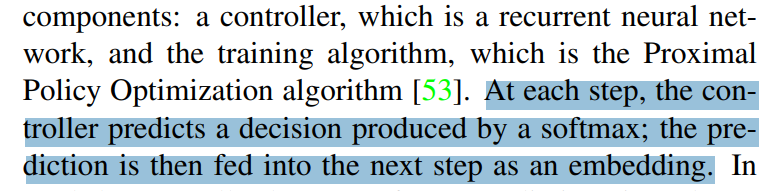 components: a controller, which is a recurrent neural net-
work, and the training algorithm, which is the Proximal
Policy Optimization algorithm [53]. At each step, the con-
troller predicts a decision produced by a softmax; the pre-
diction is then fed into the next step as an embedding. In